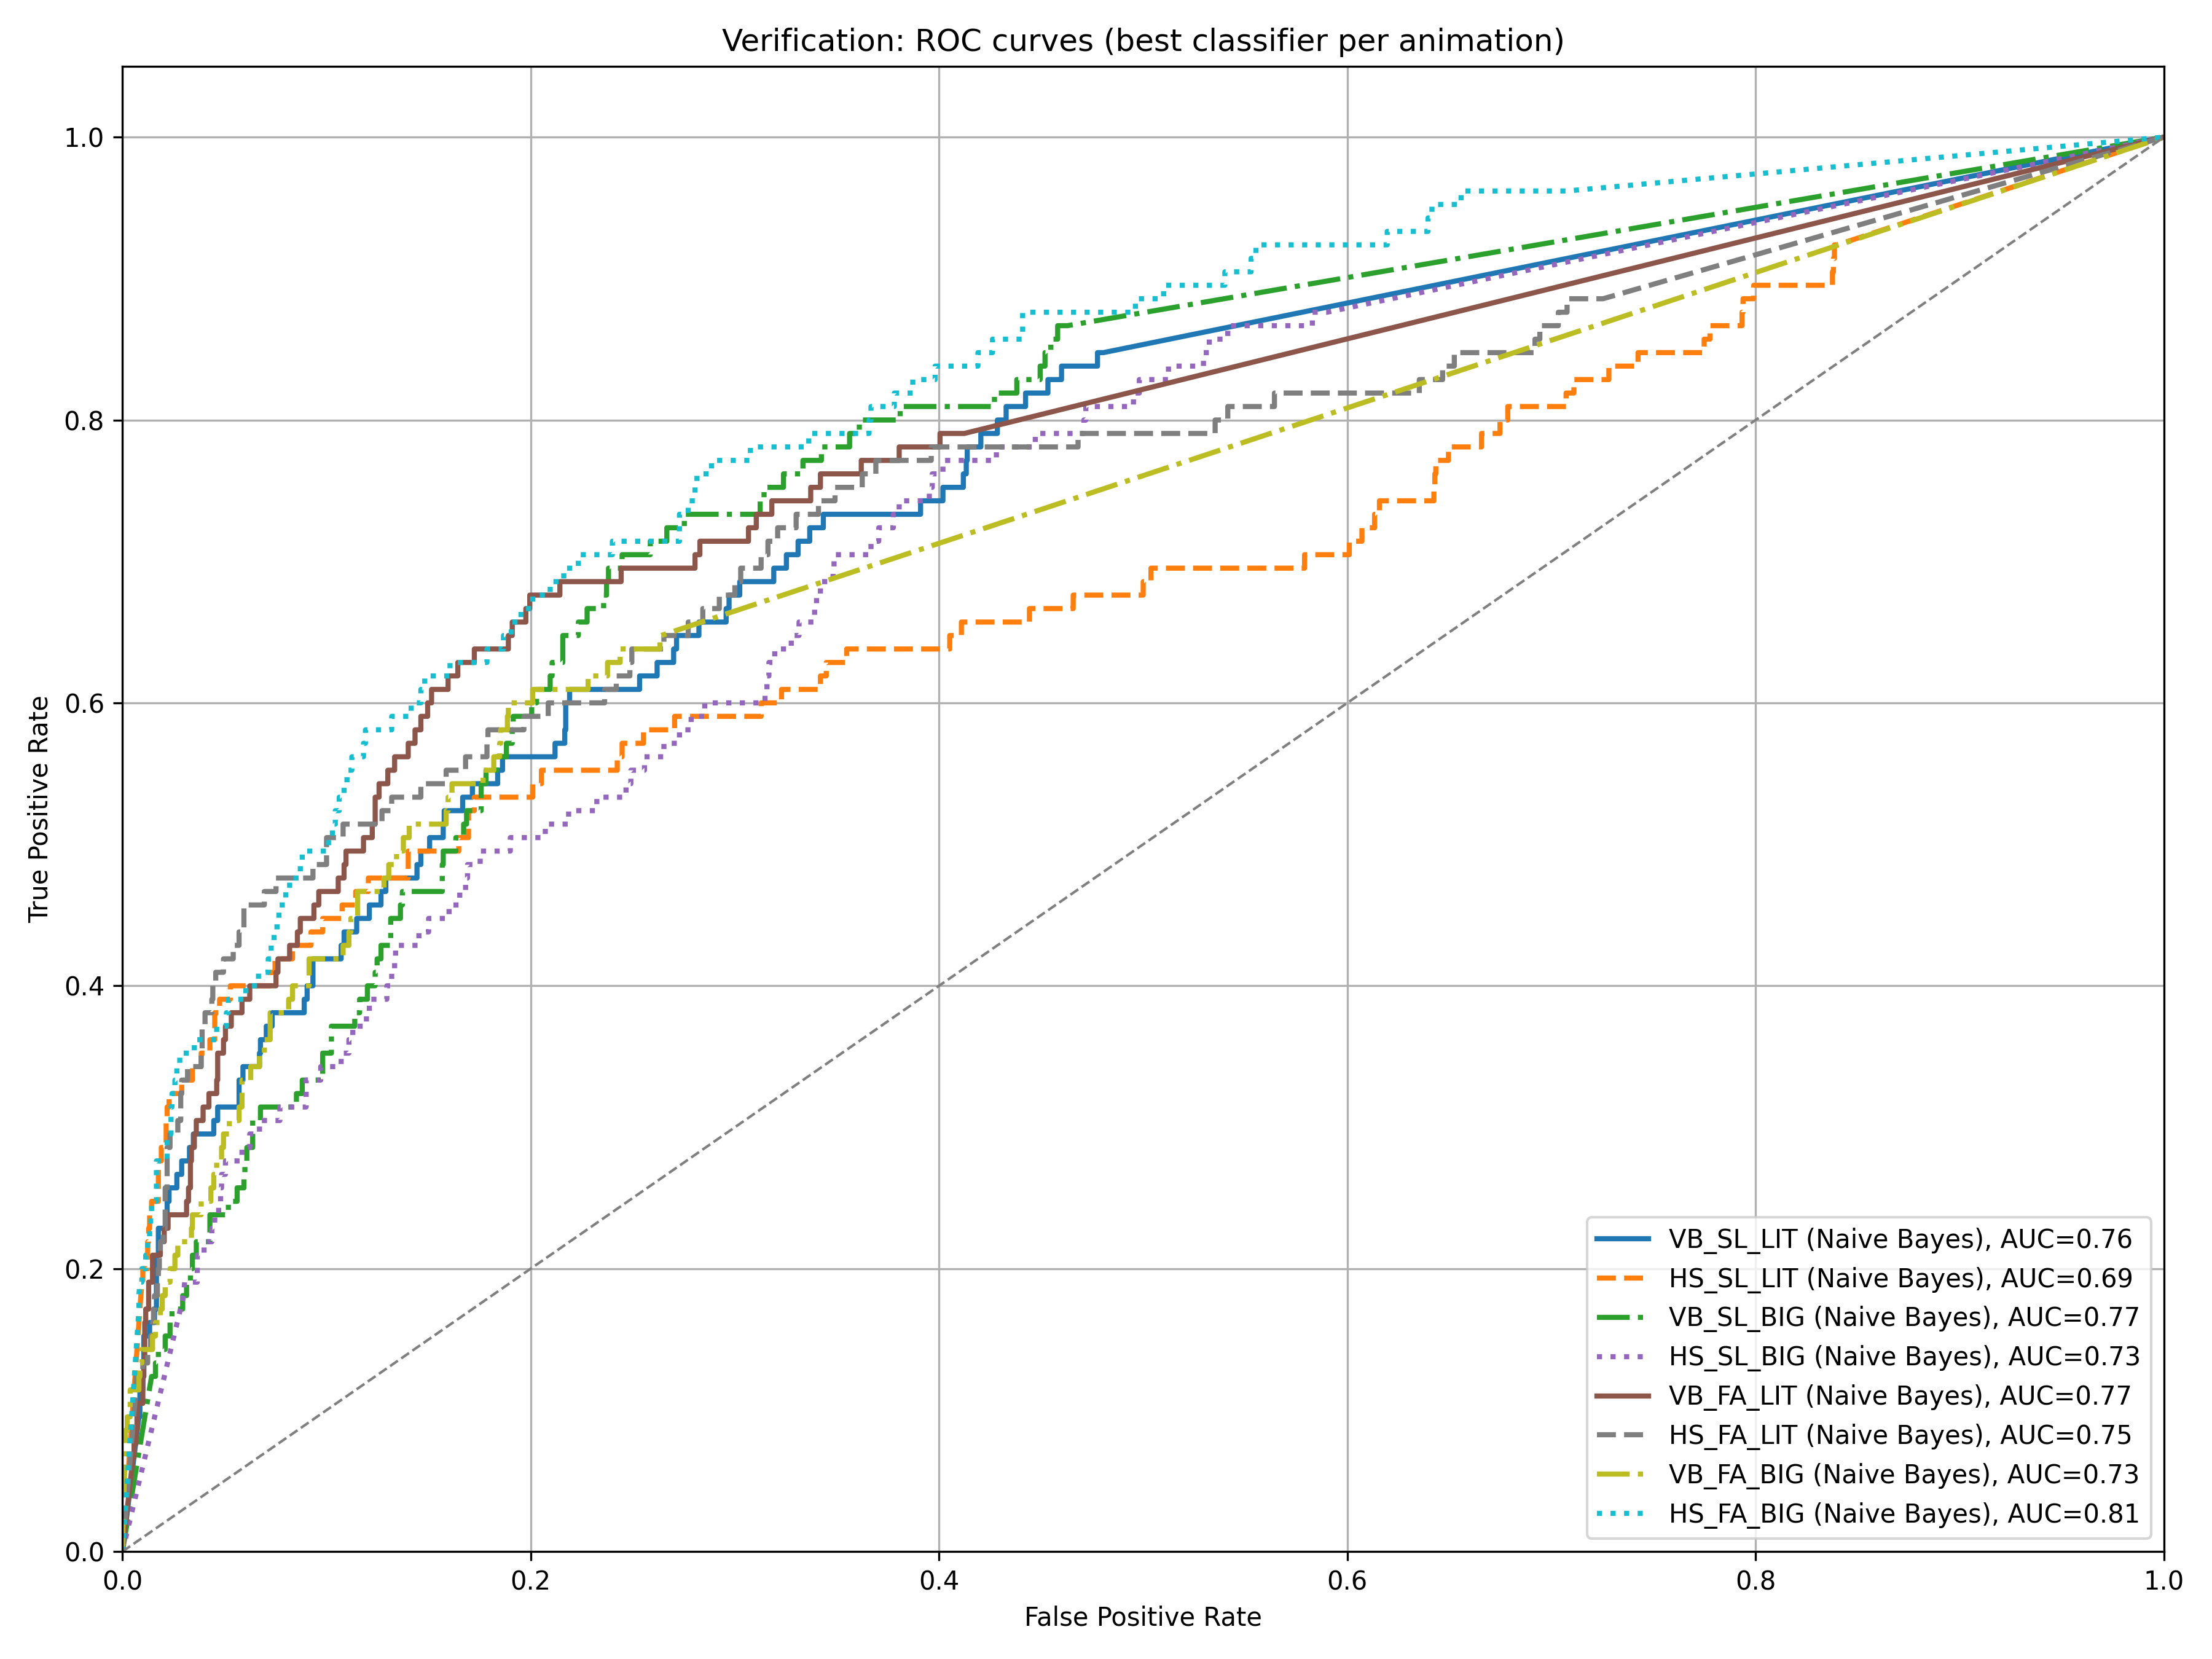 Verification: ROC curves (best classifier per animation)
1.0
0.8
0.6
0.4
0.2
0.0
True Positive Rate
0.0 0.2 0.4 0.6 0.8 1.0
False Positive Rate
VB_SL_LIT (Naive Bayes), AUC=0.76
HS_SL_LIT (Naive Bayes), AUC=0.69
VB_SL_BIG (Naive Bayes), AUC=0.77
HS_SL_BIG (Naive Bayes), AUC=0.73
VB_FA_LIT (Naive Bayes), AUC=0.77
HS_FA_LIT (Naive Bayes), AUC=0.75
VB_FA_BIG (Naive Bayes), AUC=0.73
HS_FA_BIG (Naive Bayes), AUC=0.81